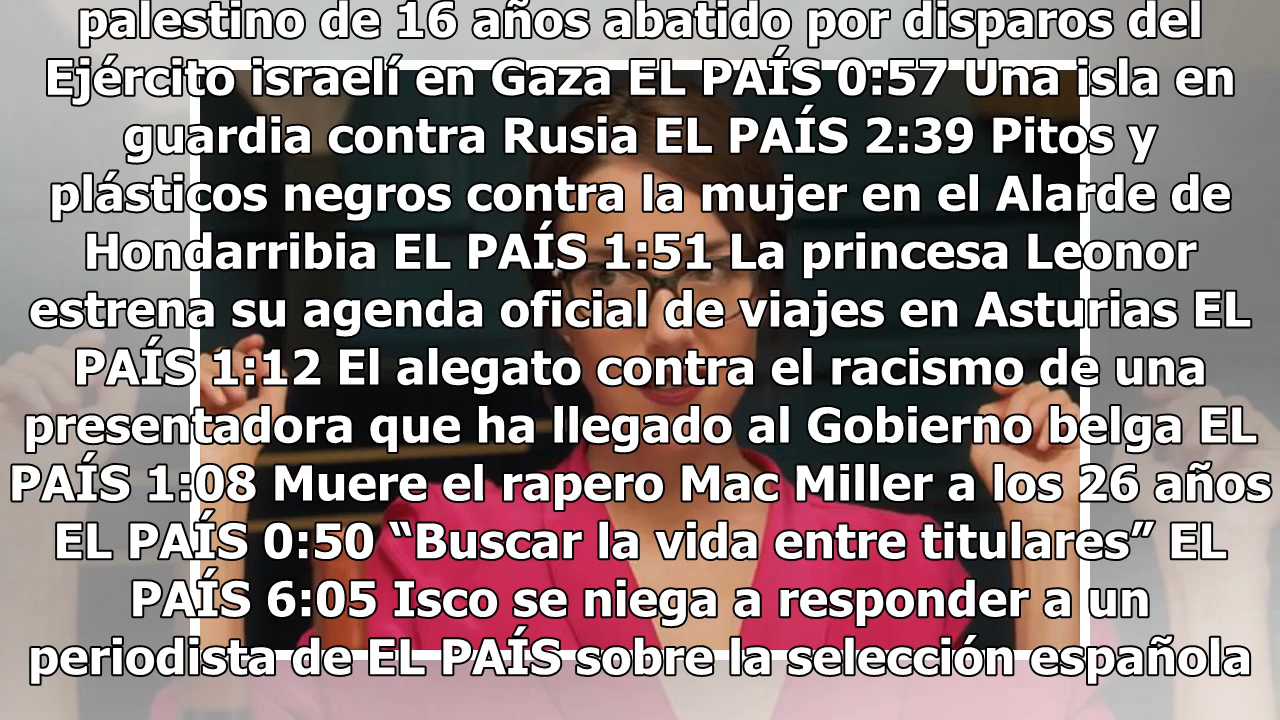 palestino de 16 años abatido por disparos del
Ejército israelí en Gaza EL PAÍS 0:57 Una isla en
guardia contra Rusia EL PAÍS 2:39 Pitos y
plásticos negros contra la mujer en el Alarde de
Hondarribia EL PAÍS 1:51 La princesa Leonor
estrena su agenda oficial de viajes en Asturias EL
PAÍS 1:12 El alegato contra el racismo de una
presentadora que ha llegado al Gobierno belga EL
PAÍS 1:08 Muere el rapero Mac Miller a los 26 años
EL PAÍS 0:50 “Buscar la vida entre titulares” EL
PAÍS 6:05 Isco se niega a responder a un
periodista de EL PAÍS sobre la selección española